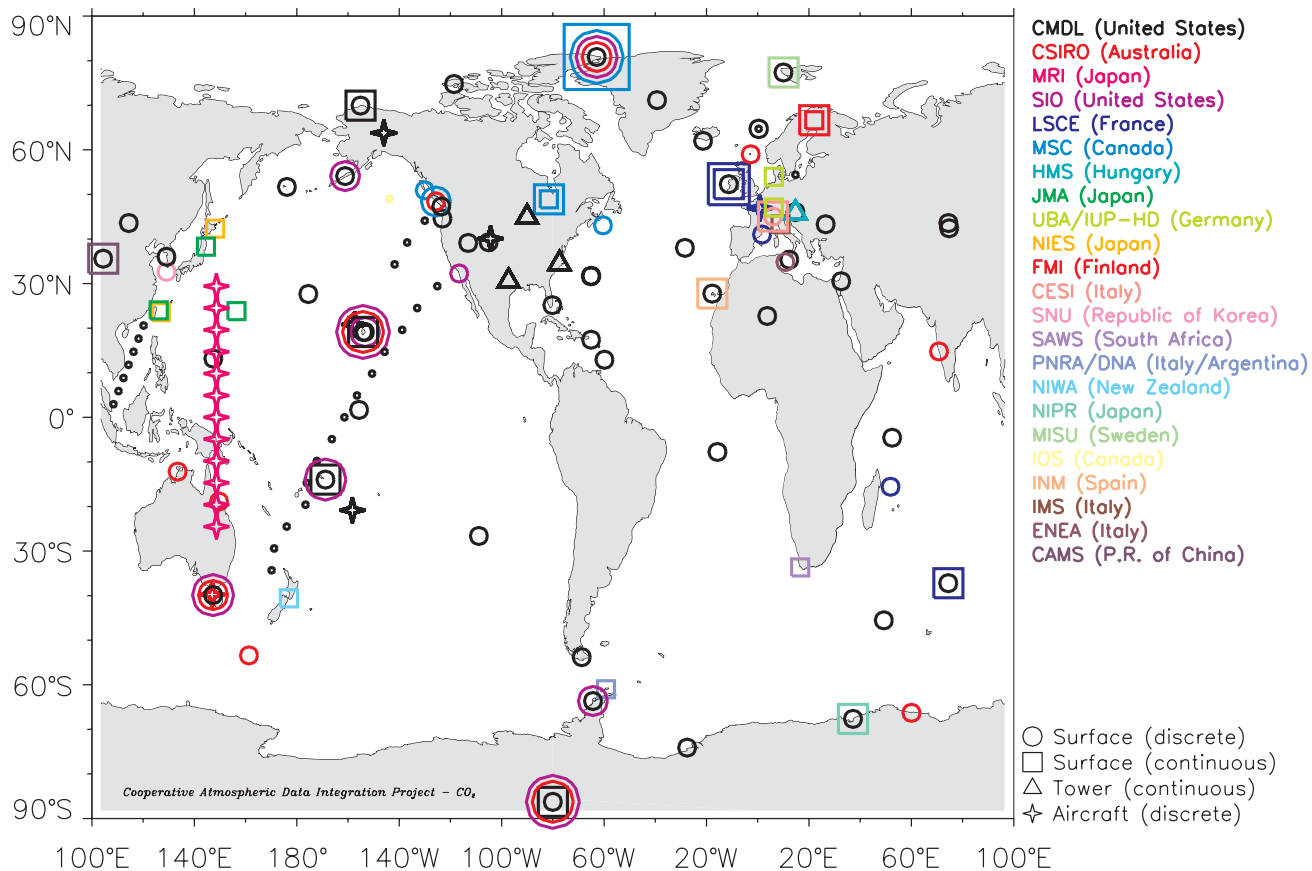 90°N
60°N
30°N
0°
30°S
60°S
90°S
100°E
140°E
180°
140°W
100°W
60°W
20°W
20°E
60°E
100°E
Cooperative Atmospheric Data Integration Project - CO₂
CMDL (United States)
CSIRO (Australia)
MRI (Japan)
SIO (United States)
LSCE (France)
MSC (Canada)
HMS (Hungary)
JMA (Japan)
UBA/IUP-HD (Germany)
NIES (Japan)
FMI (Finland)
CESI (Italy)
SNU (Republic of Korea)
SAWS (South Africa)
PNRA/DNA (Italy/Argentina)
NIWA (New Zealand)
NIPR (Japan)
MISU (Sweden)
IOS (Canada)
INM (Spain)
IMS (Italy)
ENEA (Italy)
CAMS (P.R. of China)
Surface (discrete)
Surface (continuous)
Tower (continuous)
Aircraft (discrete)